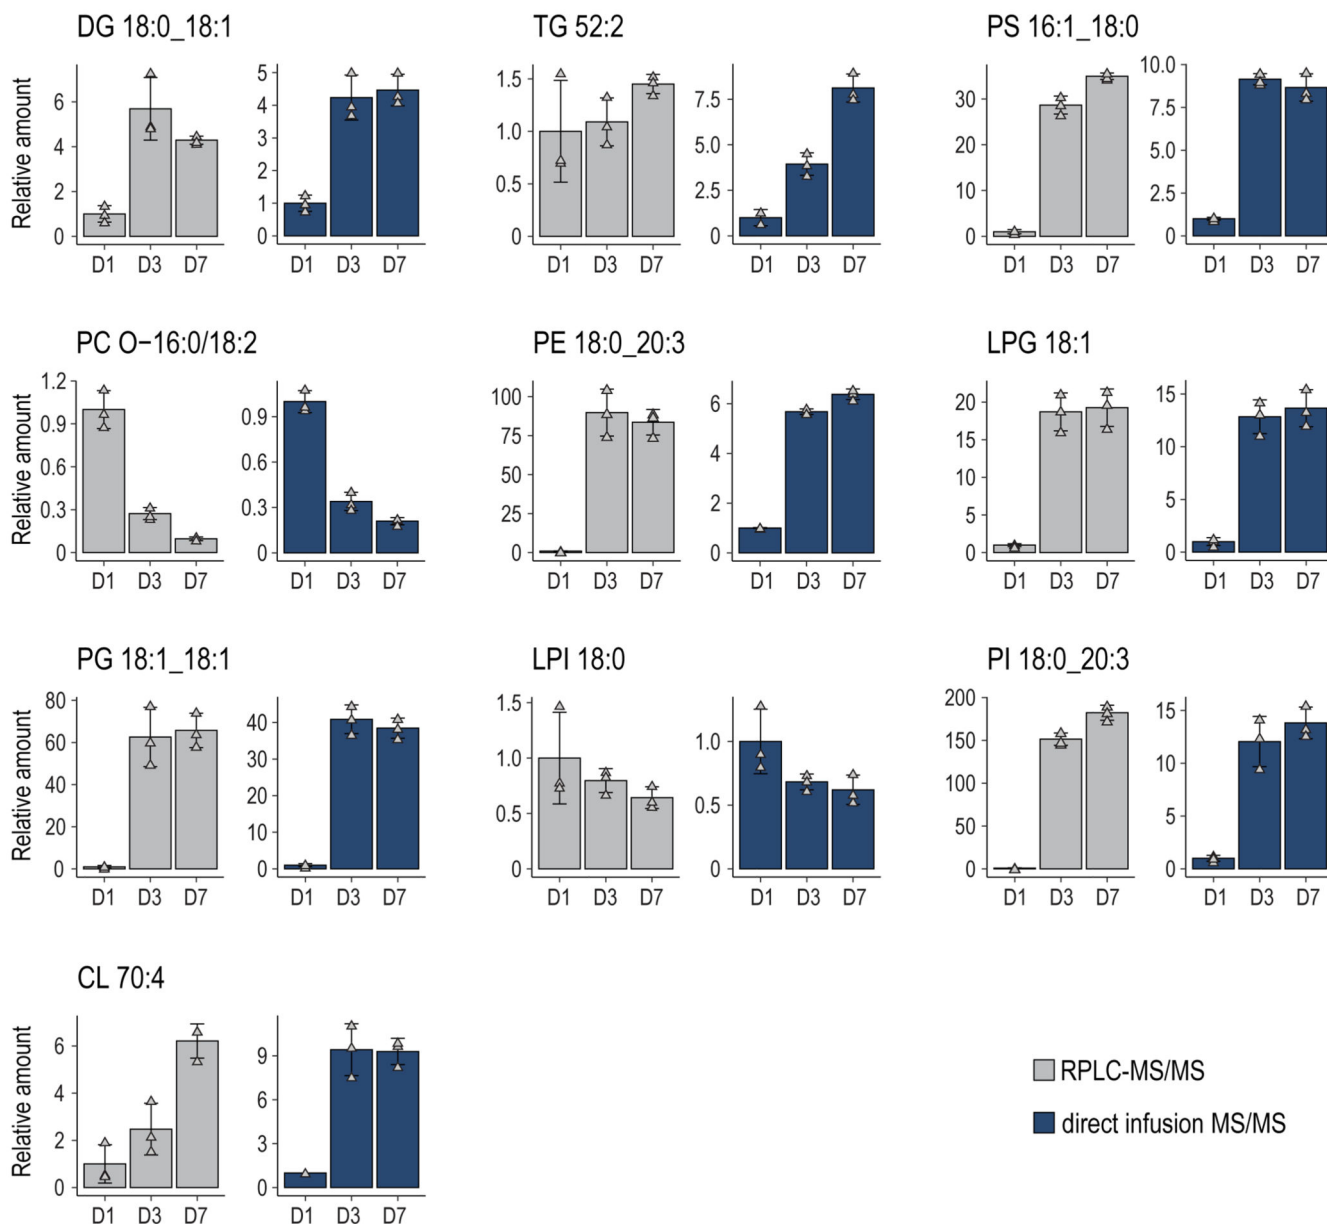 DG 18:0_18:1
TG 52:2
PS 16:1_18:0
Relative amount
6
4
2
0
D1 D3 D7
5
4
3
2
1
0
D1 D3 D7
1.5
1.0
0.5
0
D1 D3 D7
7.5
5.0
2.5
0
D1 D3 D7
30
20
10
0
D1 D3 D7
10.0
7.5
5.0
2.5
0
D1 D3 D7
PC O−16:0/18:2
PE 18:0_20:3
LPG 18:1
Relative amount
1.2
0.9
0.6
0.3
0
D1 D3 D7
0.9
0.6
0.3
0
D1 D3 D7
100
75
50
25
0
D1 D3 D7
6
4
2
0
D1 D3 D7
20
15
10
5
0
D1 D3 D7
15
10
5
0
D1 D3 D7
PG 18:1_18:1
LPI 18:0
PI 18:0_20:3
Relative amount
80
60
40
20
0
D1 D3 D7
40
30
20
10
0
D1 D3 D7
1.5
1.0
0.5
0
D1 D3 D7
1.0
0.5
0
D1 D3 D7
200
150
100
50
0
D1 D3 D7
15
10
5
0
D1 D3 D7
CL 70:4
Relative amount
6
4
2
0
D1 D3 D7
9
6
3
0
D1 D3 D7
RPLC-MS/MS
direct infusion MS/MS